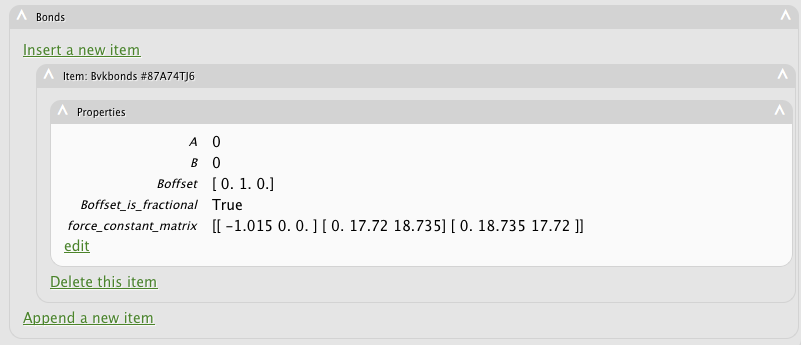 Bonds
Insert a new item
Item: Bvkbonds #87A74TJ6
Properties
A 0
B 0
Boffset [ 0. 1. 0.]
Boffset_is_fractional True
force_constant_matrix [[ -1.015 0. 0. ] [ 0. 17.72 18.735] [ 0. 18.735 17.72 ]]
edit
Delete this item
Append a new item